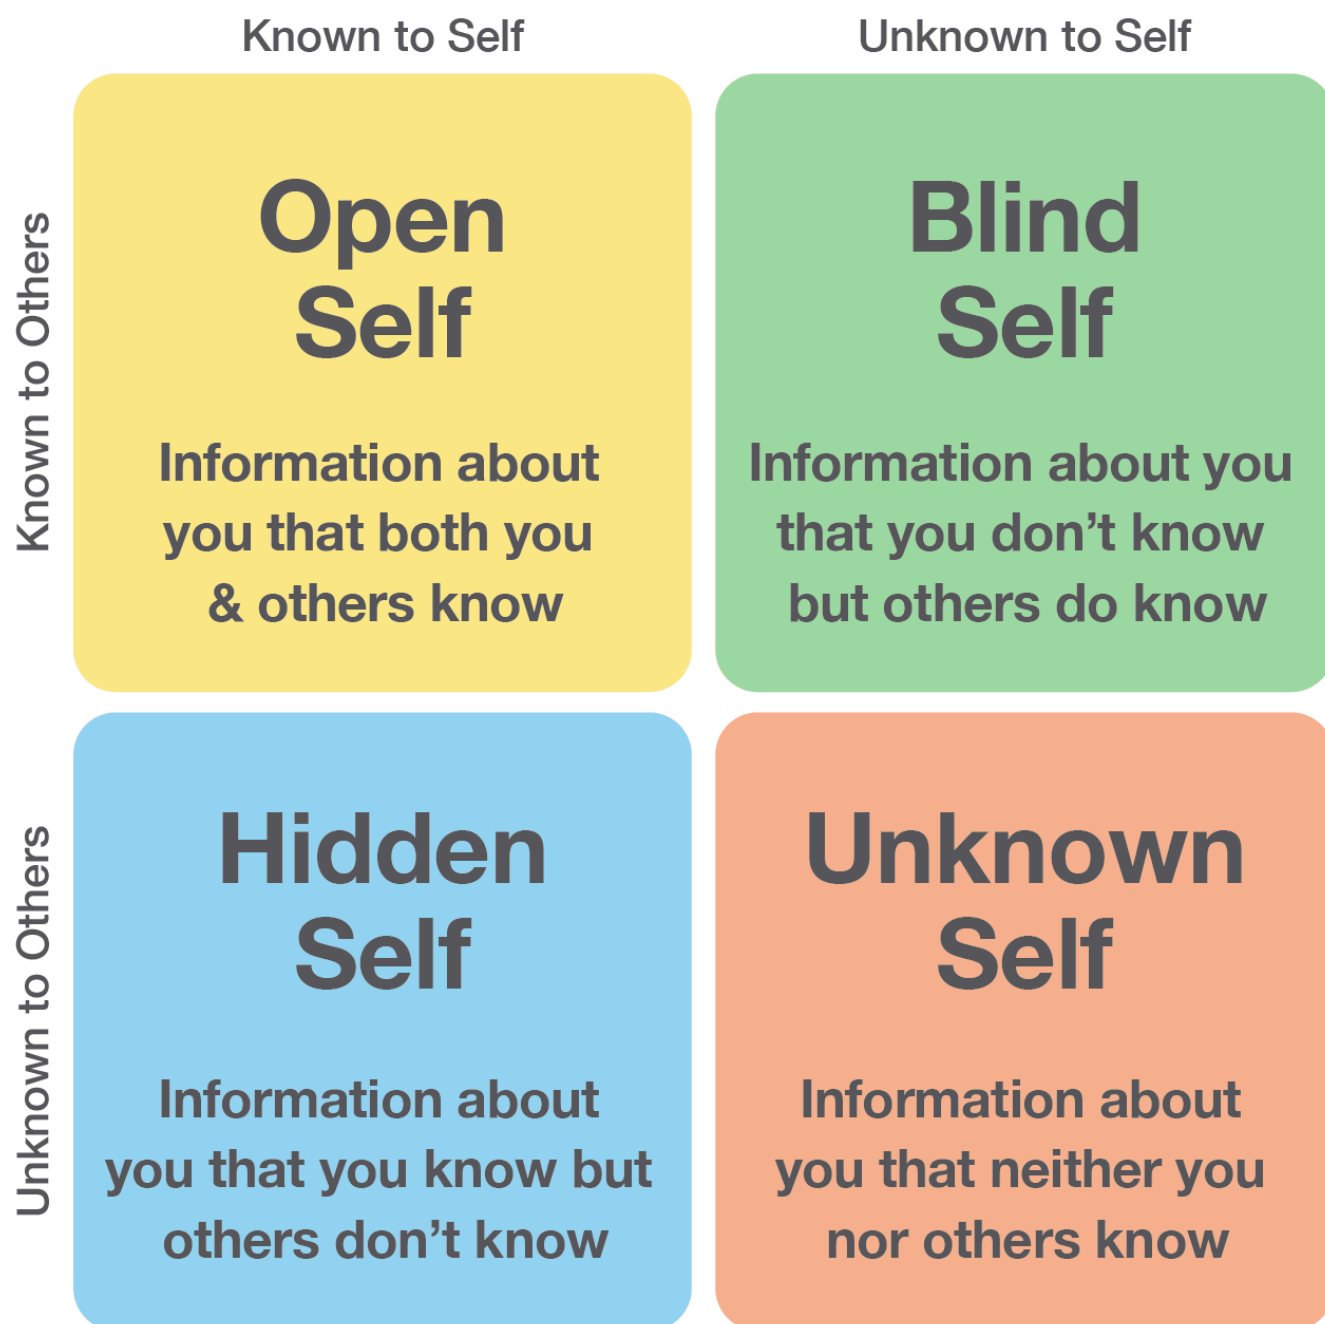 Known to Self
Unknown to Self
Known to Others
Open
Self
Information about
you that both you
& others know
Blind
Self
Information about you
that you don’t know
but others do know
Unknown to Others
Hidden
Self
Information about
you that you know but
others don’t know
Unknown
Self
Information about
you that neither you
nor others know